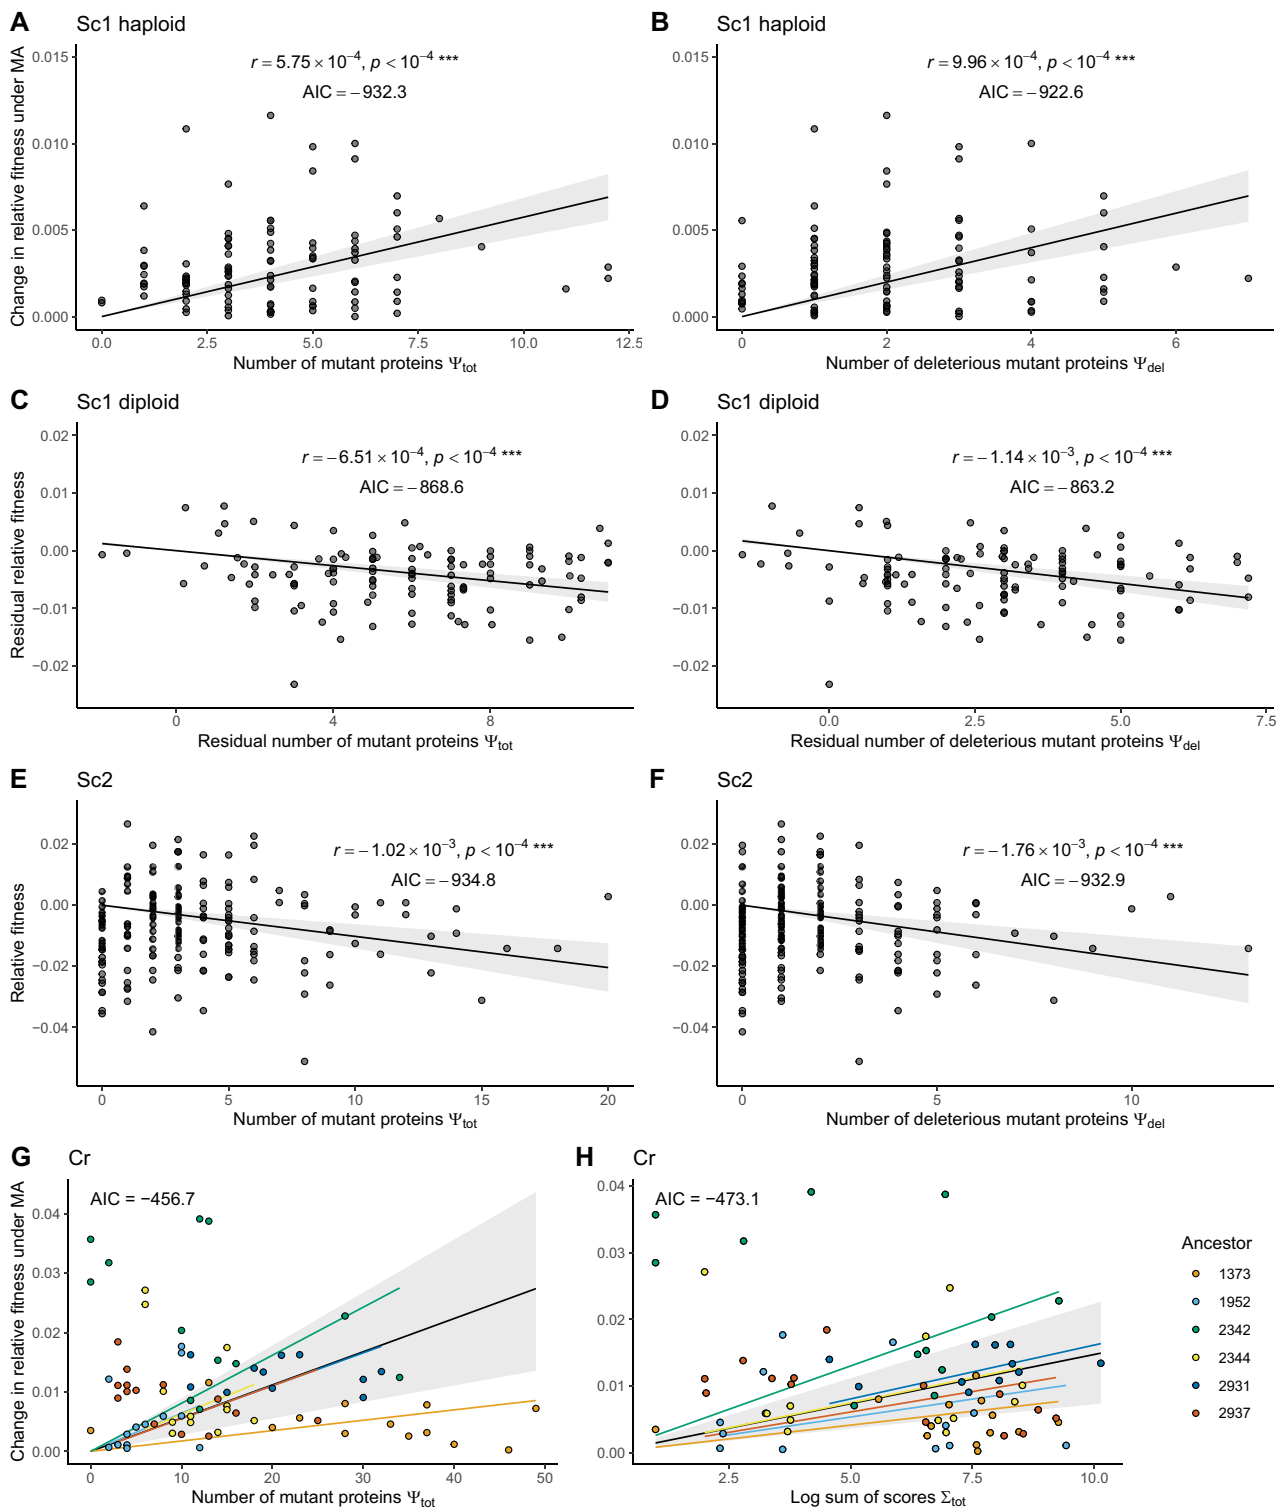 A Sc1 haploid
Change in relative fitness under MA
0.015
0.010
0.005
0.000
r = 5.75 × 10⁻⁴, p < 10⁻⁴ ***
AIC = −932.3
0.0 2.5 5.0 7.5 10.0 12.5
Number of mutant proteins Ψtot
B Sc1 haploid
0.015
0.010
0.005
0.000
r = 9.96 × 10⁻⁴, p < 10⁻⁴ ***
AIC = −922.6
0 2 4 6
Number of deleterious mutant proteins Ψdel
C Sc1 diploid
Residual relative fitness
0.02
0.01
0.00
−0.01
−0.02
r = −6.51 × 10⁻⁴, p < 10⁻⁴ ***
AIC = −868.6
0 4 8
Residual number of mutant proteins Ψtot
D Sc1 diploid
0.02
0.01
0.00
−0.01
−0.02
r = −1.14 × 10⁻³, p < 10⁻⁴ ***
AIC = −863.2
0.0 2.5 5.0 7.5
Residual number of deleterious mutant proteins Ψdel
E Sc2
Relative fitness
0.02
0.00
−0.02
−0.04
r = −1.02 × 10⁻³, p < 10⁻⁴ ***
AIC = −934.8
0 5 10 15 20
Number of mutant proteins Ψtot
F Sc2
0.02
0.00
−0.02
−0.04
r = −1.76 × 10⁻³, p < 10⁻⁴ ***
AIC = −932.9
0 5 10
Number of deleterious mutant proteins Ψdel
G Cr
Change in relative fitness under MA
AIC = −456.7
0.04
0.03
0.02
0.01
0.00
0 10 20 30 40 50
Number of mutant proteins Ψtot
H Cr
AIC = −473.1
0.04
0.03
0.02
0.01
0.00
2.5 5.0 7.5 10.0
Log sum of scores Σtot
Ancestor
1373
1952
2342
2344
2931
2937